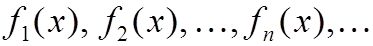 f₁(x), f₂(x), ..., fₙ(x), ...